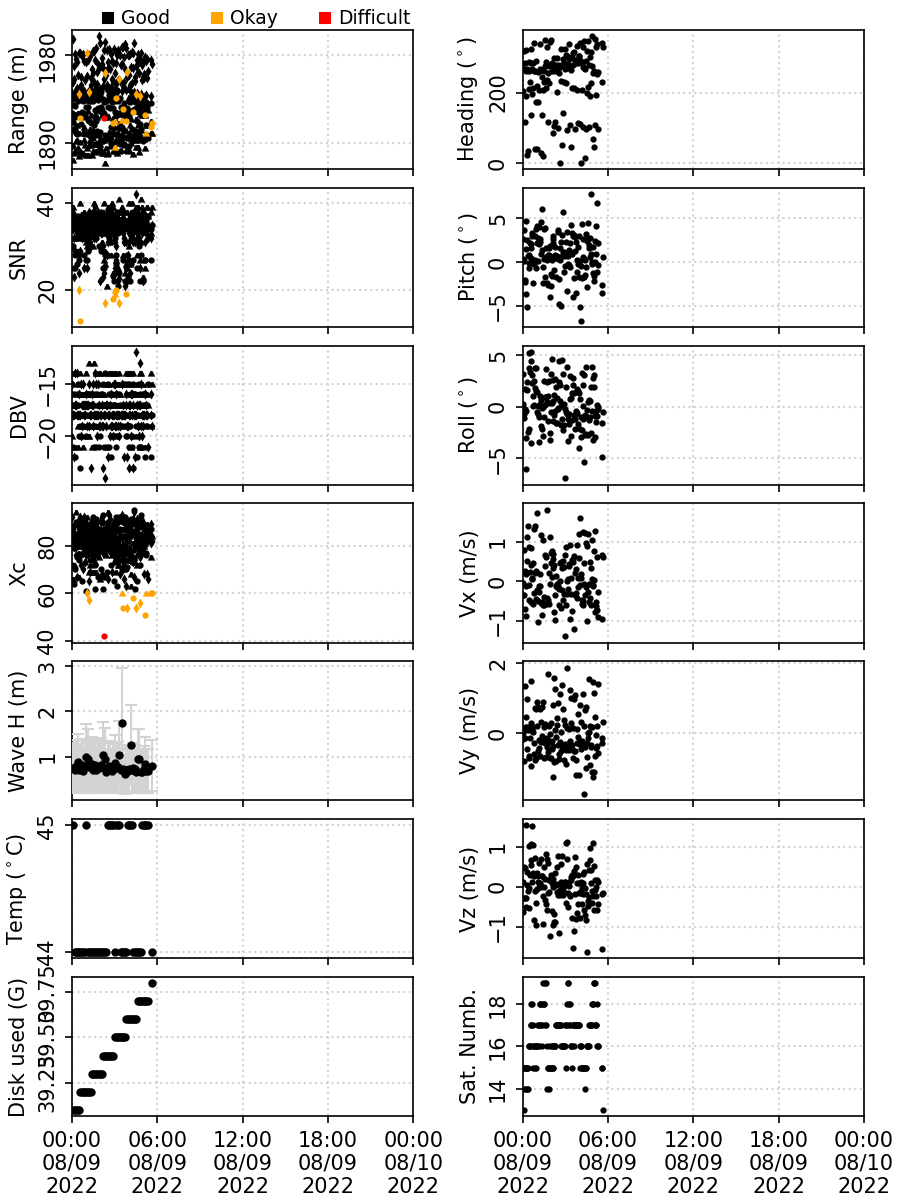 Good Okay Difficult
Range (m)
1980
1890
Heading (°)
200
0
SNR
40
20
Pitch (°)
5
0
−5
DBV
−15
−20
Roll (°)
5
0
−5
Xc
80
60
40
Vx (m/s)
1
0
−1
Wave H (m)
3
2
1
Vy (m/s)
2
0
Temp (°C)
45
44
Vz (m/s)
1
0
−1
Disk used (G)
39.75
39.50
39.25
Sat. Numb.
18
16
14
00:00 06:00 12:00 18:00 00:00
08/09 08/09 08/09 08/09 08/10
2022 2022 2022 2022 2022
00:00 06:00 12:00 18:00 00:00
08/09 08/09 08/09 08/09 08/10
2022 2022 2022 2022 2022